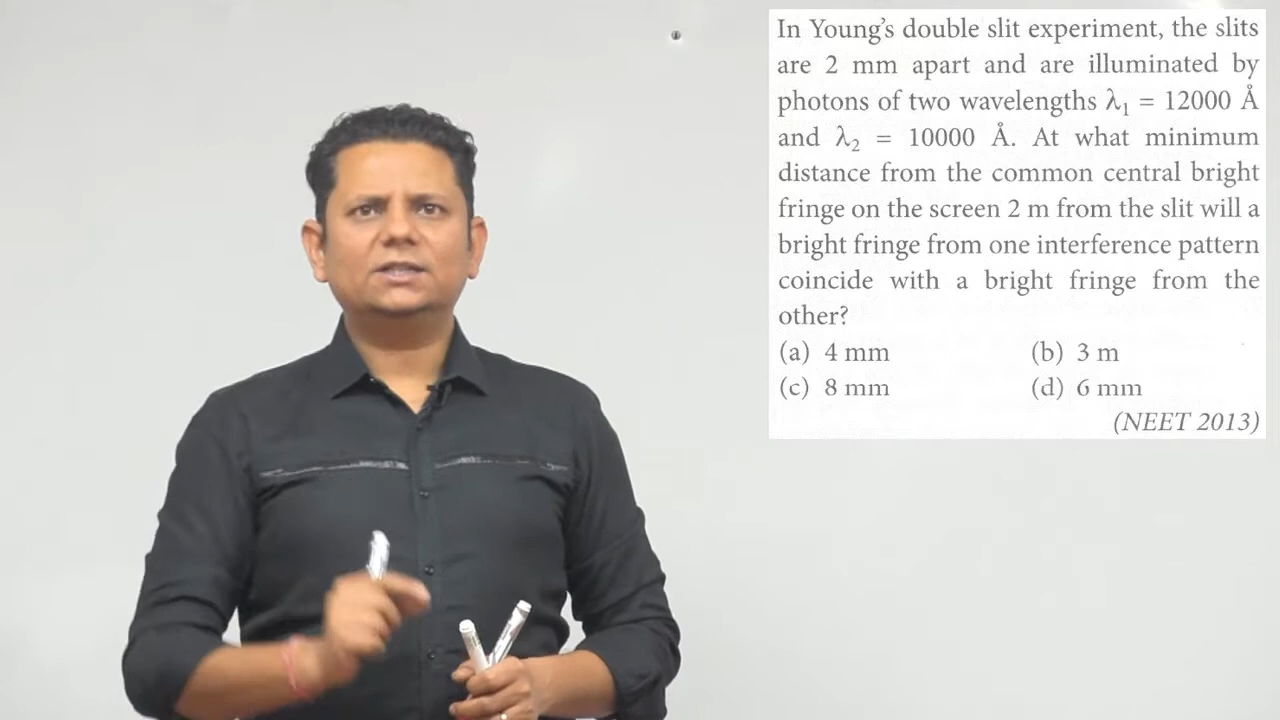 In Young's double slit experiment, the slits
are 2 mm apart and are illuminated by
photons of two wavelengths λ₁ = 12000 Å
and λ₂ = 10000 Å. At what minimum
distance from the common central bright
fringe on the screen 2 m from the slit will a
bright fringe from one interference pattern
coincide with a bright fringe from the
other?
(a) 4 mm (b) 3 m
(c) 8 mm (d) 6 mm
(NEET 2013)